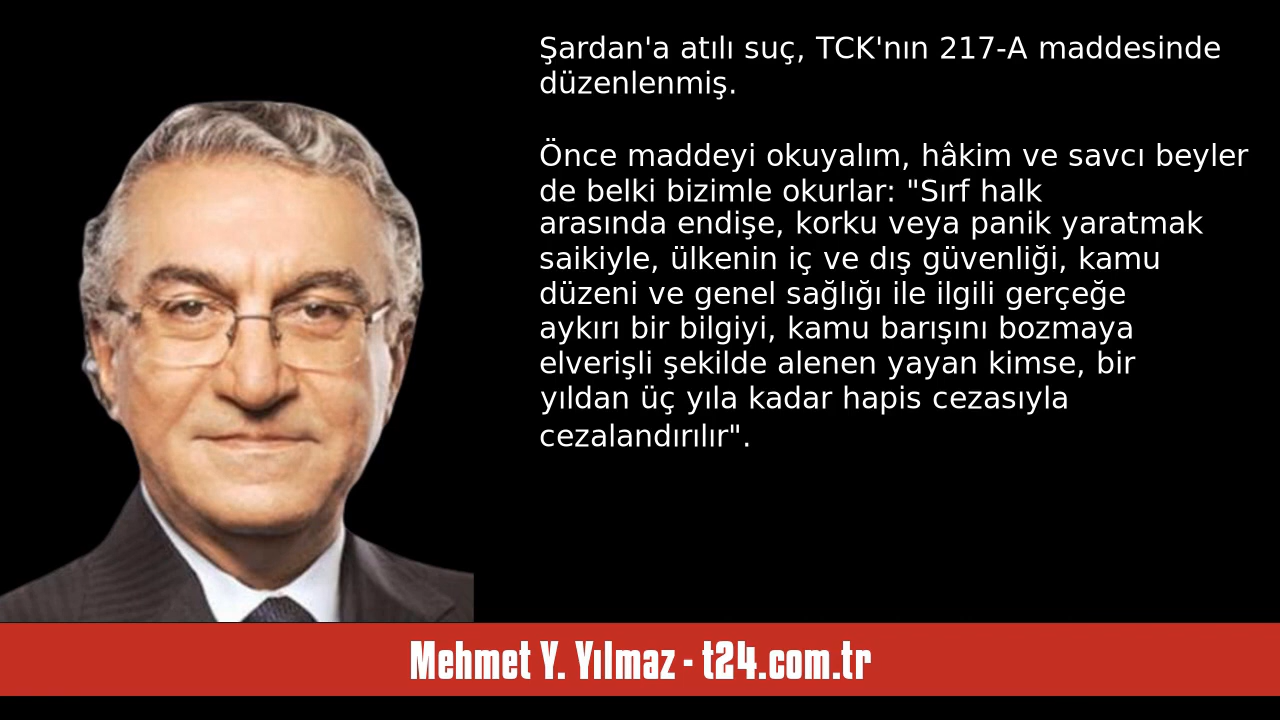 Şardan'a atılı suç, TCK'nın 217-A maddesinde
düzenlenmiş.
Önce maddeyi okuyalım, hâkim ve savcı beyler
de belki bizimle okurlar: "Sırf halk
arasında endişe, korku veya panik yaratmak
saikiyle, ülkenin iç ve dış güvenliği, kamu
düzeni ve genel sağlığı ile ilgili gerçeğe
aykırı bir bilgiyi, kamu barışını bozmaya
elverişli şekilde alenen yayan kimse, bir
yıldan üç yıla kadar hapis cezasıyla
cezalandırılır".
Mehmet Y. Yılmaz - t24.com.tr